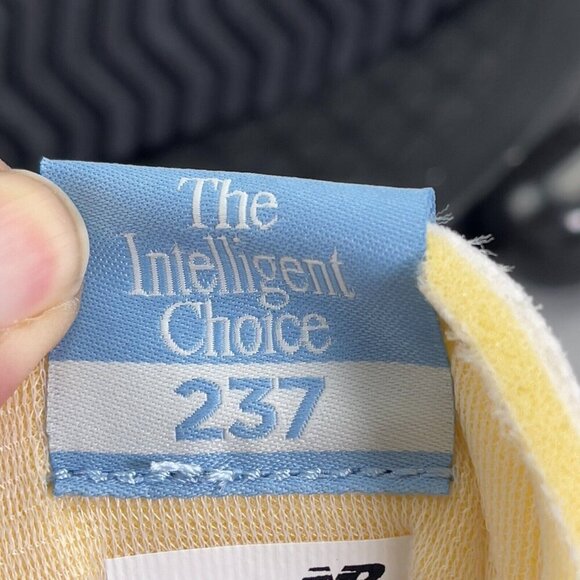 The
Intelligent
Choice
237